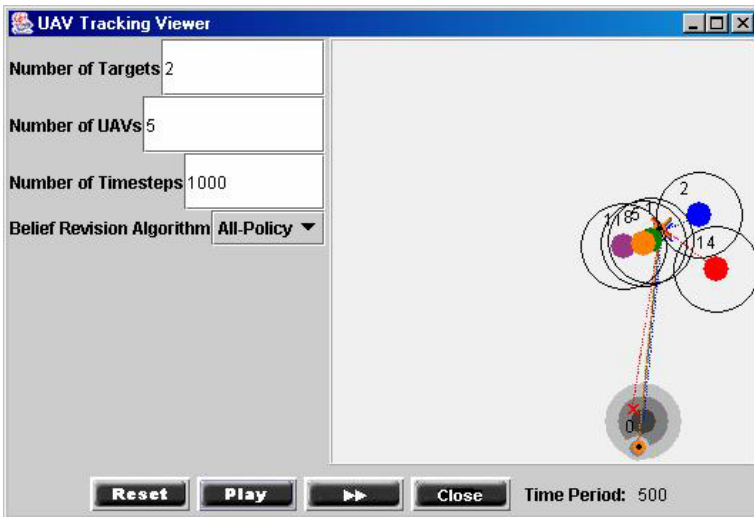 UAV Tracking Viewer
Number of Targets 2
Number of UAVs 5
Number of Timesteps 1000
Belief Revision Algorithm All-Policy
2
14
0
Reset Play Close Time Period: 500